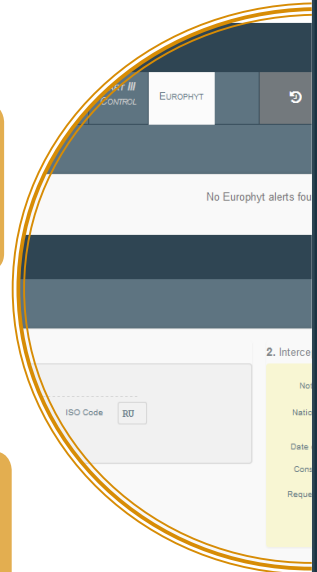 III
CONTROL
EUROPHYT
No Europhyt alerts fou
2. Interce
Not
ISO Code RU
Natio
Date
Cons
Reque